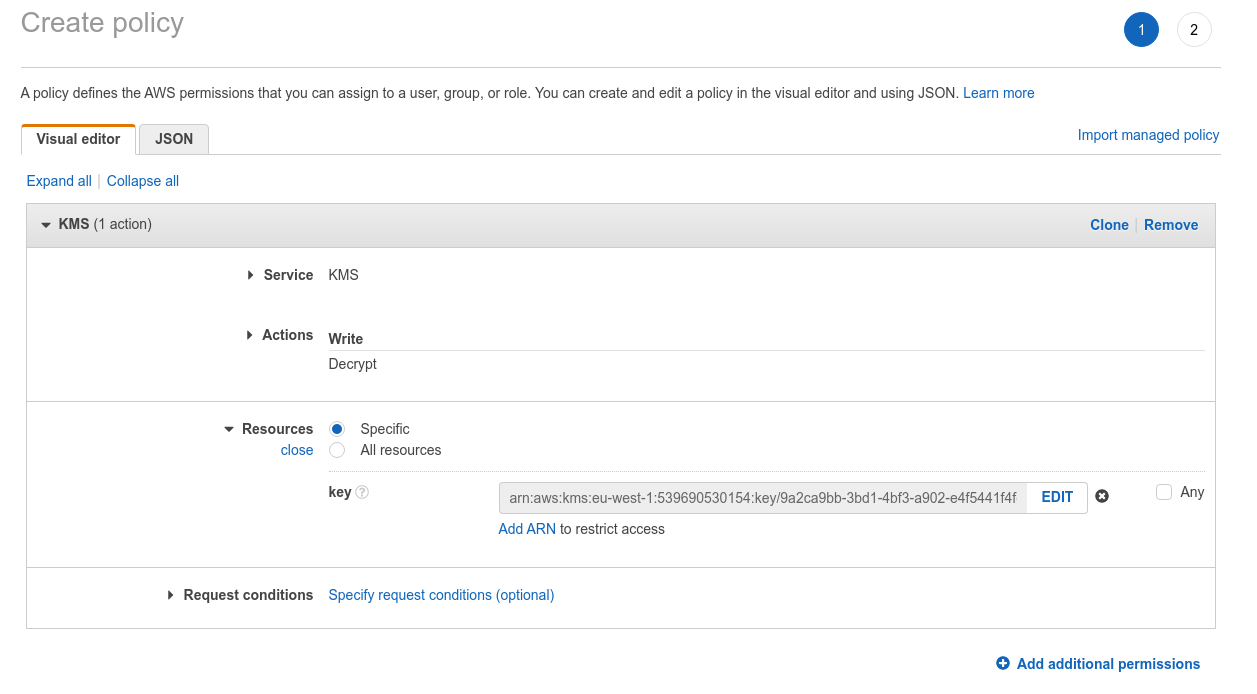 Create policy
1
2
A policy defines the AWS permissions that you can assign to a user, group, or role. You can create and edit a policy in the visual editor and using JSON. Learn more
Visual editor
JSON
Import managed policy
Expand all | Collapse all
KMS (1 action)
Clone | Remove
Service KMS
Actions Write
Decrypt
Resources Specific
close All resources
key ? arn:aws:kms:eu-west-1:539690530154:key/9a2ca9bb-3bd1-4bf3-a902-e4f5441f4f EDIT Any
Add ARN to restrict access
Request conditions Specify request conditions (optional)
Add additional permissions